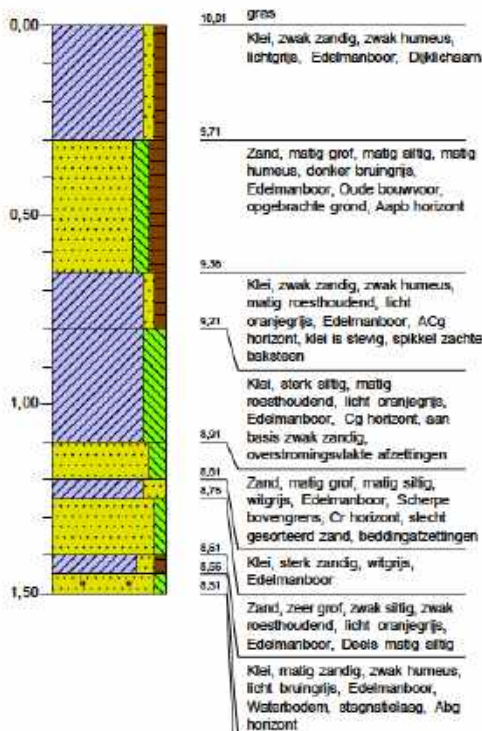 0,00
10,01
gras
Klei, zwak zandig, zwak humeus,
lichtgrijs, Edelmanboor, Dijklichaam
9,71
Zand, matig grof, matig siltig, matig
humeus, donker bruingrijs,
Edelmanboor, Oude bouwvoor,
opgebrachte grond, Aapb horizont
0,50
9,36
Klei, zwak zandig, zwak humeus,
matig roesthoudend, licht
oranjegrijs, Edelmanboor, ACg
horizont, klei is stevig, spikkel zachte
baksteen
9,21
Klei, sterk siltig, matig
roesthoudend, licht oranjegrijs,
Edelmanboor, Cg horizont, aan
basis zwak zandig,
overstromingsvlakte afzettingen
1,00
8,91
Zand, matig grof, matig siltig,
witgrijs, Edelmanboor, Scherpe
bovengrens, Cr horizont, slecht
gesorteerd zand, beddingafzettingen
8,81
8,76
Klei, sterk zandig, witgrijs,
Edelmanboor
8,61
8,56
8,51
1,50
Zand, zeer grof, zwak siltig, zwak
roesthoudend, licht oranjegrijs,
Edelmanboor, Deels matig siltig
Klei, matig zandig, zwak humeus,
licht bruingrijs, Edelmanboor,
Waterbodem, stagnatielaag, Abg
horizont